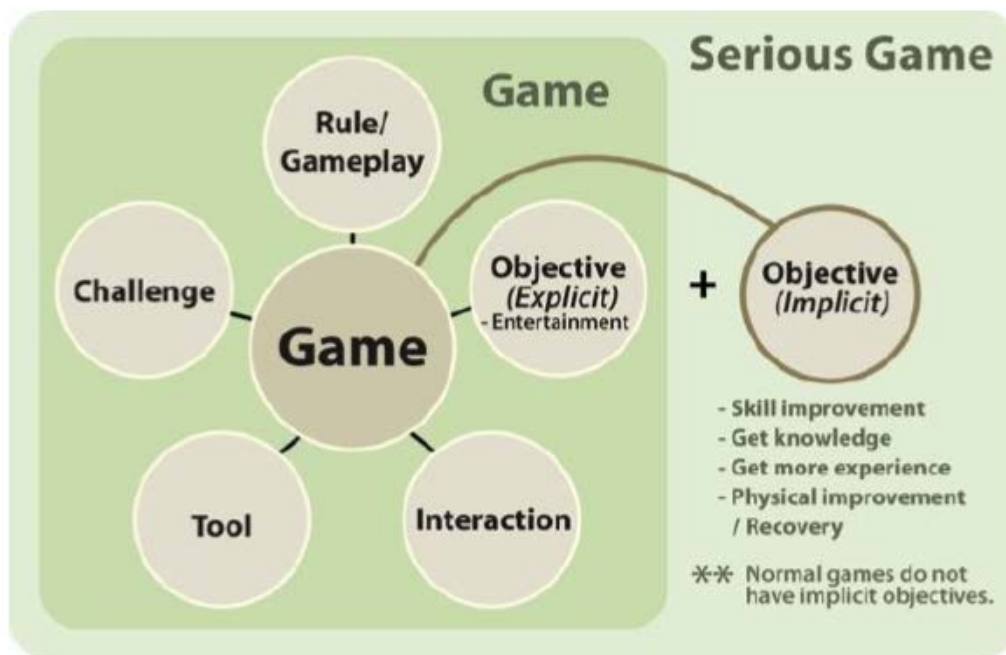 Serious Game
Game
Rule/
Gameplay
Challenge
Objective
(Explicit)
- Entertainment
+
Objective
(Implicit)
Game
Tool
Interaction
- Skill improvement
- Get knowledge
- Get more experience
- Physical improvement
/ Recovery
** Normal games do not
have implicit objectives.